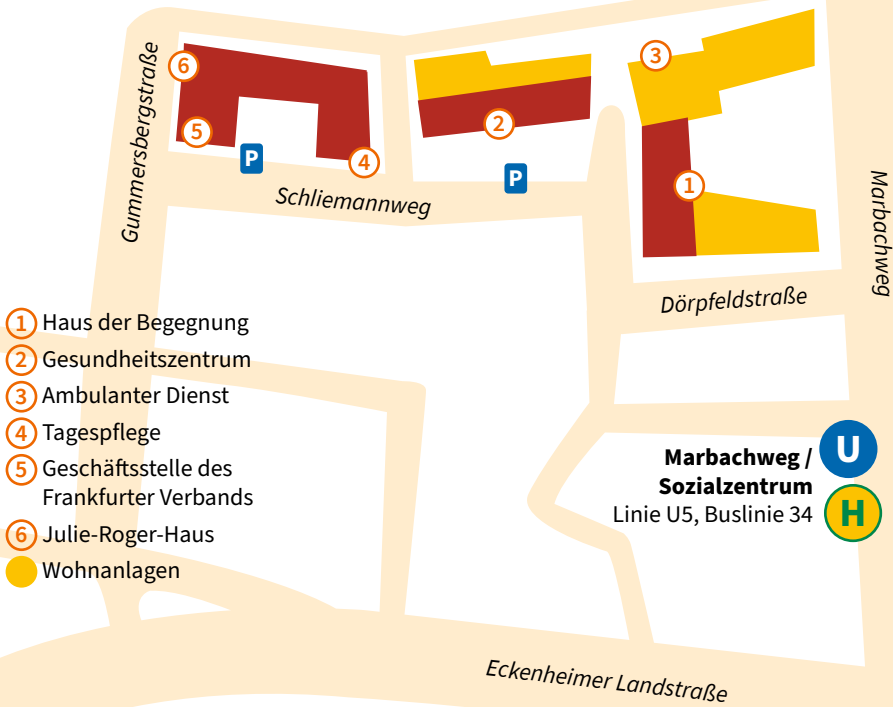 6
3
5
P
4
2
P
1
Gummersbergstraße
Schliemannweg
Marbachweg
Dörpfeldstraße
1 Haus der Begegnung
2 Gesundheitszentrum
3 Ambulanter Dienst
4 Tagespflege
5 Geschäftsstelle des
Frankfurter Verbands
6 Julie-Roger-Haus
Wohnanlagen
Marbachweg /
Sozialzentrum
Linie U5, Buslinie 34
U
H
Eckenheimer Landstraße